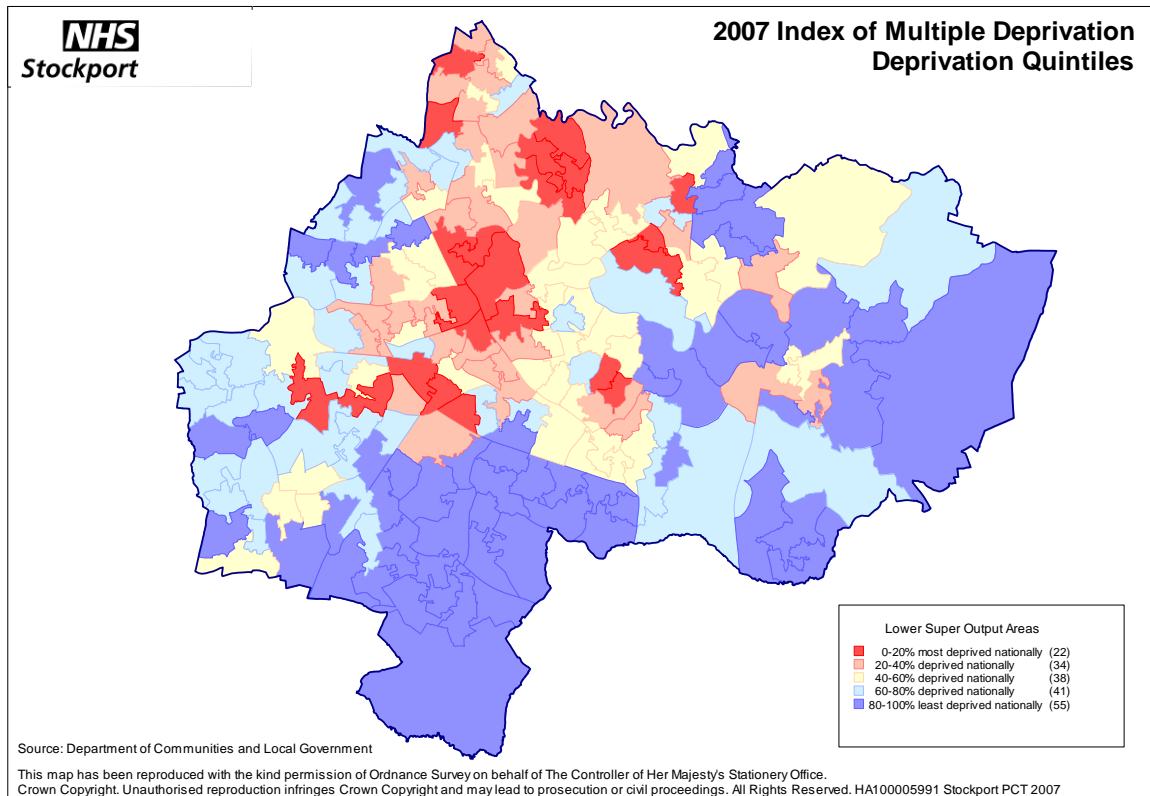 NHS
Stockport
2007 Index of Multiple Deprivation
Deprivation Quintiles
Lower Super Output Areas
0-20% most deprived nationally (22)
20-40% deprived nationally (34)
40-60% deprived nationally (38)
60-80% deprived nationally (41)
80-100% least deprived nationally (55)
Source: Department of Communities and Local Government
This map has been reproduced with the kind permission of Ordnance Survey on behalf of The Controller of Her Majesty's Stationery Office.
Crown Copyright. Unauthorised reproduction infringes Crown Copyright and may lead to prosecution or civil proceedings. All Rights Reserved. HA100005991 Stockport PCT 2007